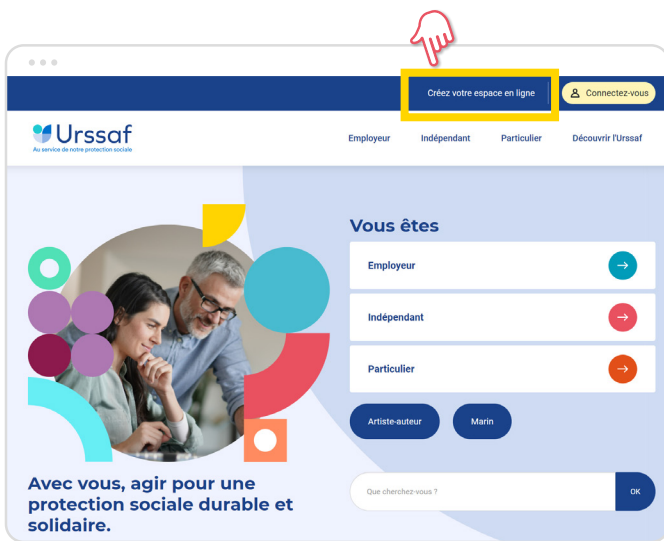 Créez votre espace en ligne
Connectez-vous
Urssaf
Au service de notre protection sociale
Employeur
Indépendant
Particulier
Découvrir l'Urssaf
Vous êtes
Employeur
Indépendant
Particulier
Artiste-auteur
Marin
Que cherchez-vous ?
OK
Avec vous, agir pour une
protection sociale durable et
solidaire.